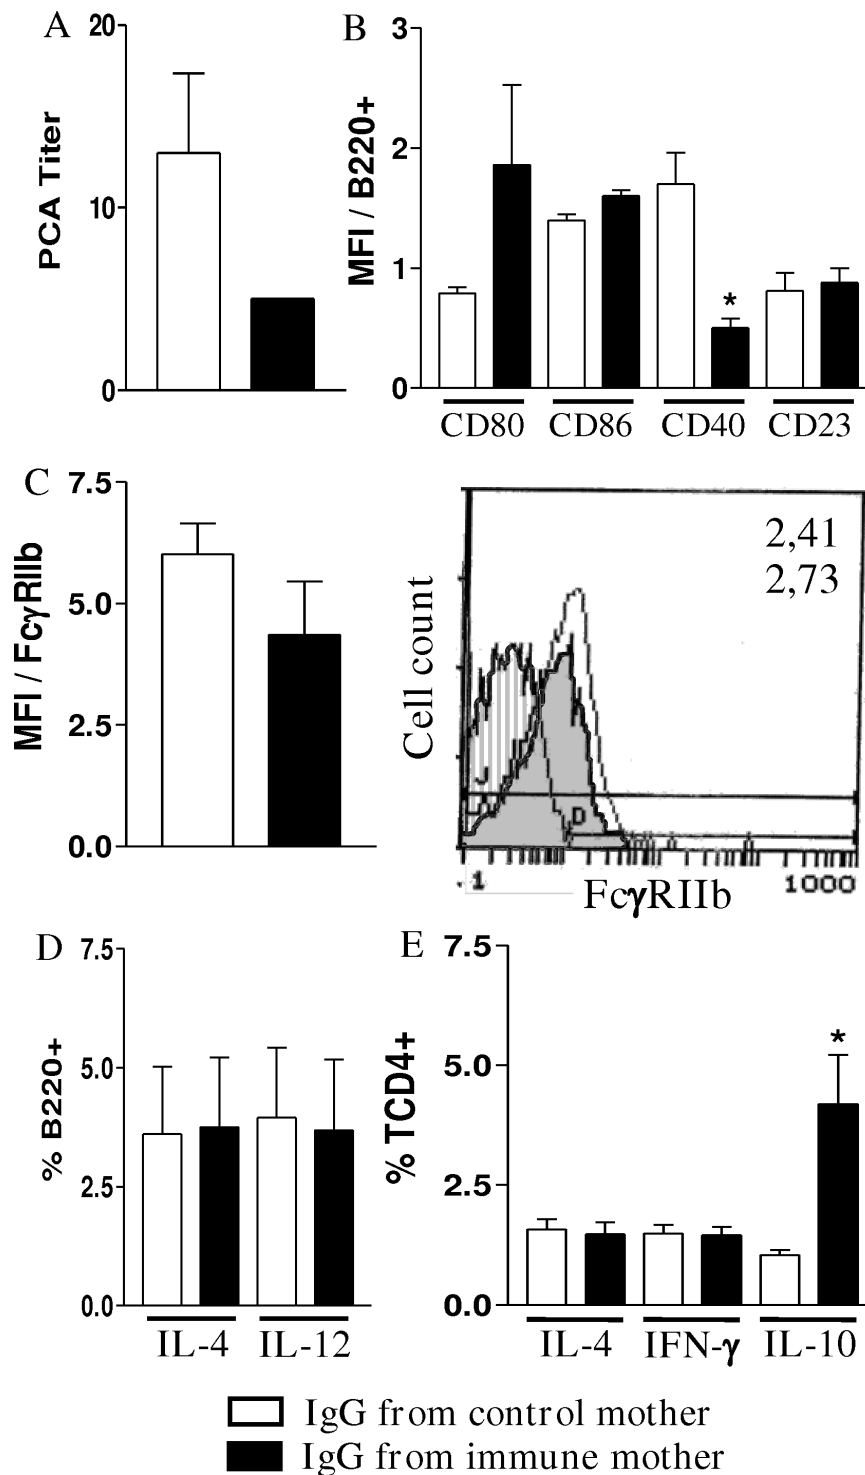 A
20
10
0
PCA Titer
B
3
2
1
0
MFI / B220+
*
CD80 CD86 CD40 CD23
C
7.5
5.0
2.5
0.0
MFI / FcγRIIb
2,41
2,73
Cell count
D
1 1000
FcγRIIb
D
7.5
5.0
2.5
0.0
% B220+
IL-4 IL-12
E
7.5
5.0
2.5
0.0
% TCD4+
*
IL-4 IFN-γ IL-10
IgG from control mother
IgG from immune mother